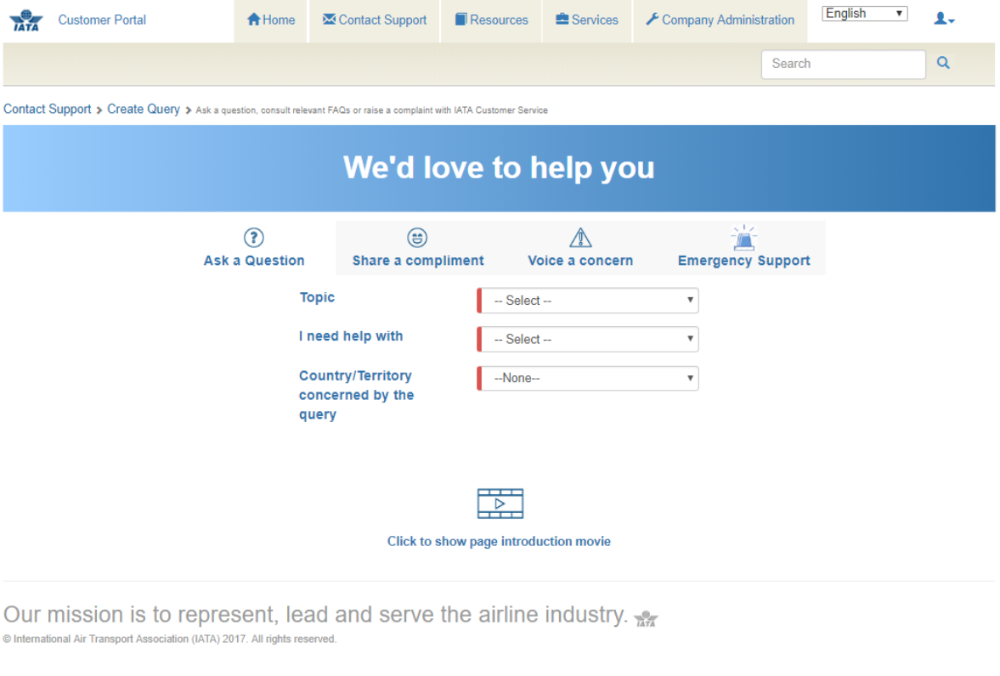 IATA Customer Portal Home Contact Support Resources Services Company Administration English
Search
Contact Support > Create Query > Ask a question, consult relevant FAQs or raise a complaint with IATA Customer Service
We'd love to help you
Ask a Question Share a compliment Voice a concern Emergency Support
Topic -- Select --
I need help with -- Select --
Country/Territory --None--
concerned by the
query
Click to show page introduction movie
Our mission is to represent, lead and serve the airline industry. IATA
© International Air Transport Association (IATA) 2017. All rights reserved.